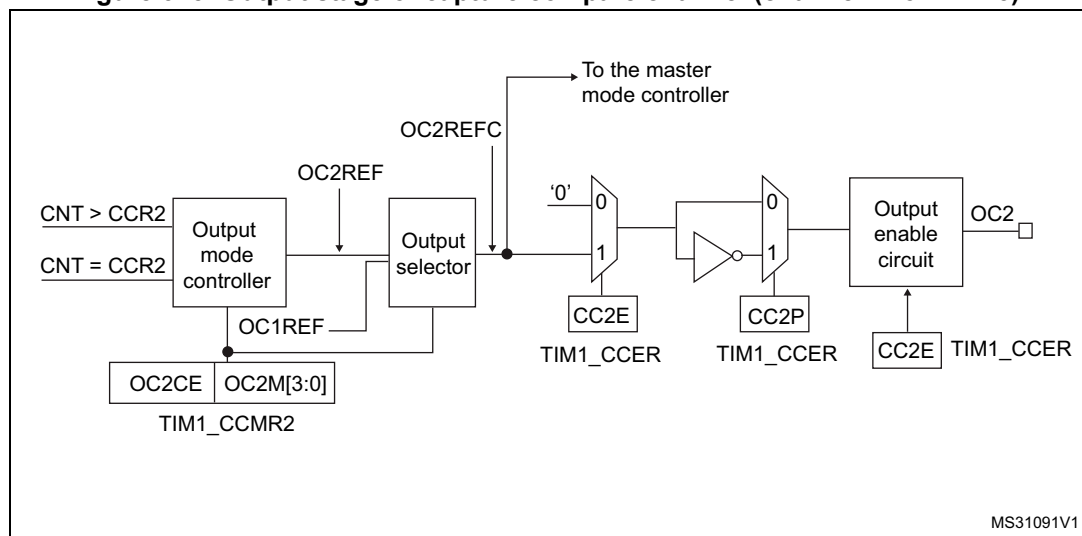 To the master
mode controller
OC2REFC
OC2REF
'0'
0
1
0
1
CNT > CCR2
CNT = CCR2
Output
mode
controller
Output
selector
Output
enable
circuit
OC2
OC1REF
CC2E
TIM1_CCER
CC2P
TIM1_CCER
CC2E
TIM1_CCER
OC2CE
OC2M[3:0]
TIM1_CCMR2
MS31091V1